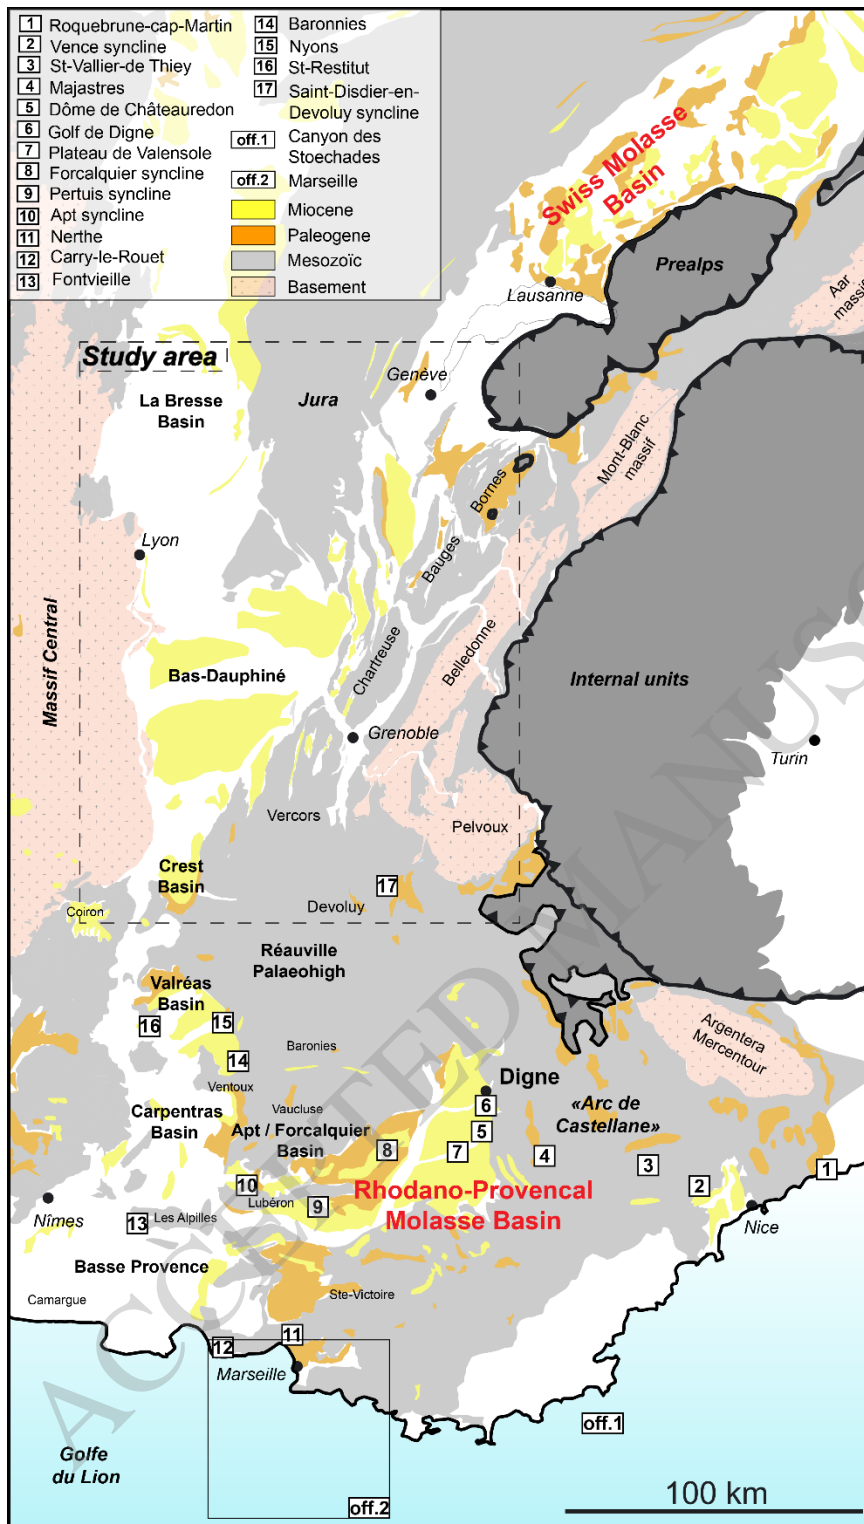 1 Roquebrune-cap-Martin
2 Vence syncline
3 St-Vallier-de Thiey
4 Majastres
5 Dôme de Châteauredon
6 Golf de Digne
7 Plateau de Valensole
8 Forcalquier syncline
9 Pertuis syncline
10 Apt syncline
11 Nerthe
12 Carry-le-Rouet
13 Fontvieille
14 Baronnies
15 Nyons
16 St-Restitut
17 Saint-Disdier-en-
Devoluy syncline
off.1 Canyon des
Stoechades
off.2 Marseille
Miocene
Paleogene
Mesozoïc
Basement
Swiss Molasse
Basin
Prealps
Lausanne
Aar
massif
Study area
Genève
La Bresse
Basin
Jura
Mont-Blanc
massif
Bornes
Lyon
Bauges
Massif Central
Chartreuse
Belledonne
Bas-Dauphiné
Internal units
Grenoble
Turin
Vercors
Pelvoux
Crest
Basin
17
Coiron
Devoluy
Réauville
Palaeohigh
Valréas
Basin
16
15
14
Baronies
Argentera
Mercentour
Ventoux
Digne
6
Carpentras
Basin
Vaucluse
Apt / Forcalquier
Basin
«Arc de
Castellane»
5
8
7
4
3
1
10
2
Lubéron
9
Rhodano-Provencal
Molasse Basin
Nîmes
13
Les Alpilles
Nice
Basse Provence
Camargue
Ste-Victoire
11
12
Marseille
off.1
Golfe
du Lion
off.2
100 km
ACCEPTED MANUSC